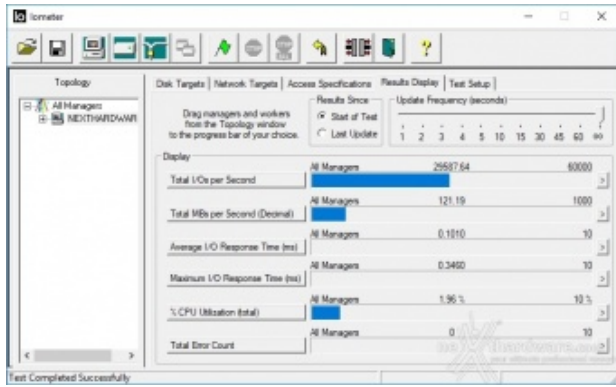 Iometer
Topology
All Managers
NEXTHARDWAR
Disk Targets | Network Targets | Access Specifications | Results Display | Test Setup
Drag managers and workers
from the Topology window
to the progress bar of your choice.
Results Since
Start of Test
Last Update
Update Frequency (seconds)
1 2 3 4 5 10 15 30 45 60 ∞
Display
All Managers 29587.64 60000
Total I/Os per Second
All Managers 121.19 1000
Total MBs per Second (Decimal)
All Managers 0.1010 10
Average I/O Response Time (ms)
All Managers 0.3460 10
Maximum I/O Response Time (ms)
All Managers 1.96 % 10 %
% CPU Utilization (total)
All Managers 0 10
Total Error Count
nexthardware.com
Test Completed Successfully